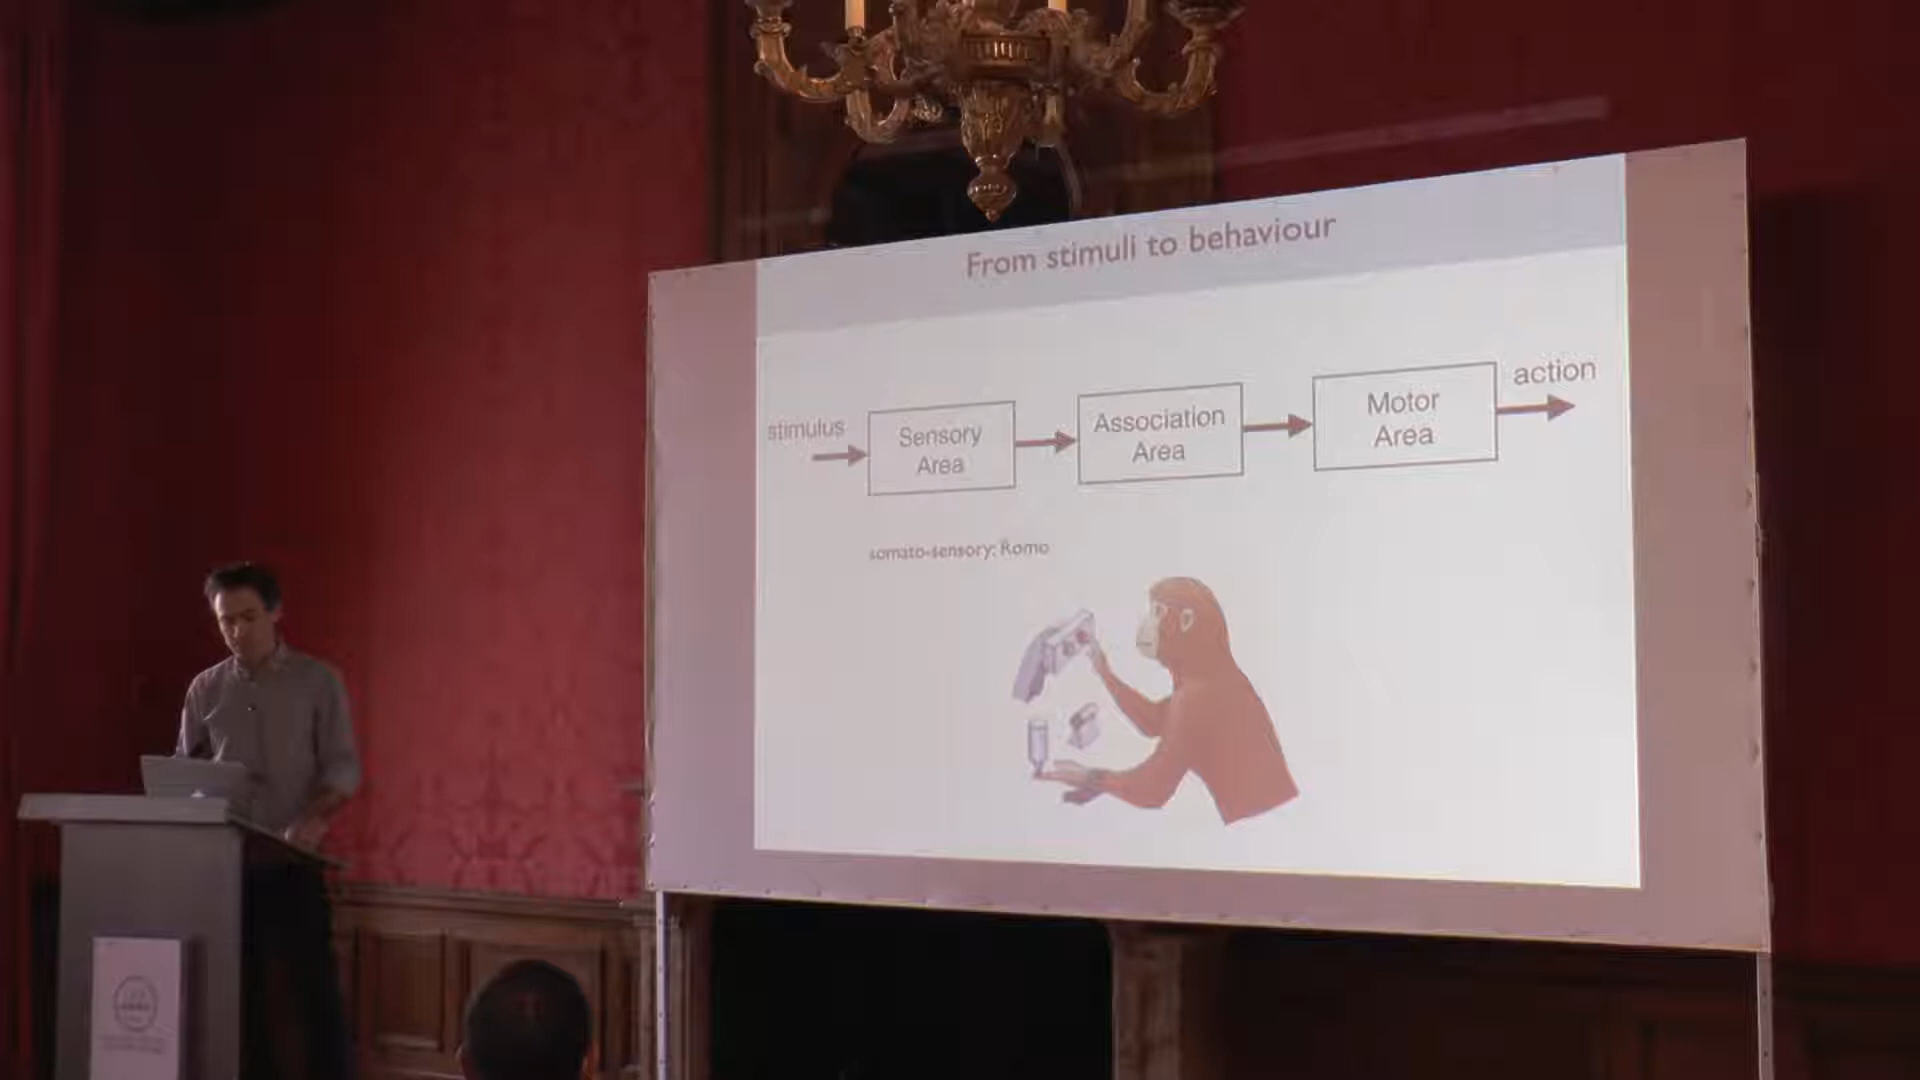 From stimuli to behaviour
stimulus
Sensory
Area
Association
Area
Motor
Area
action
somato-sensory: Romo